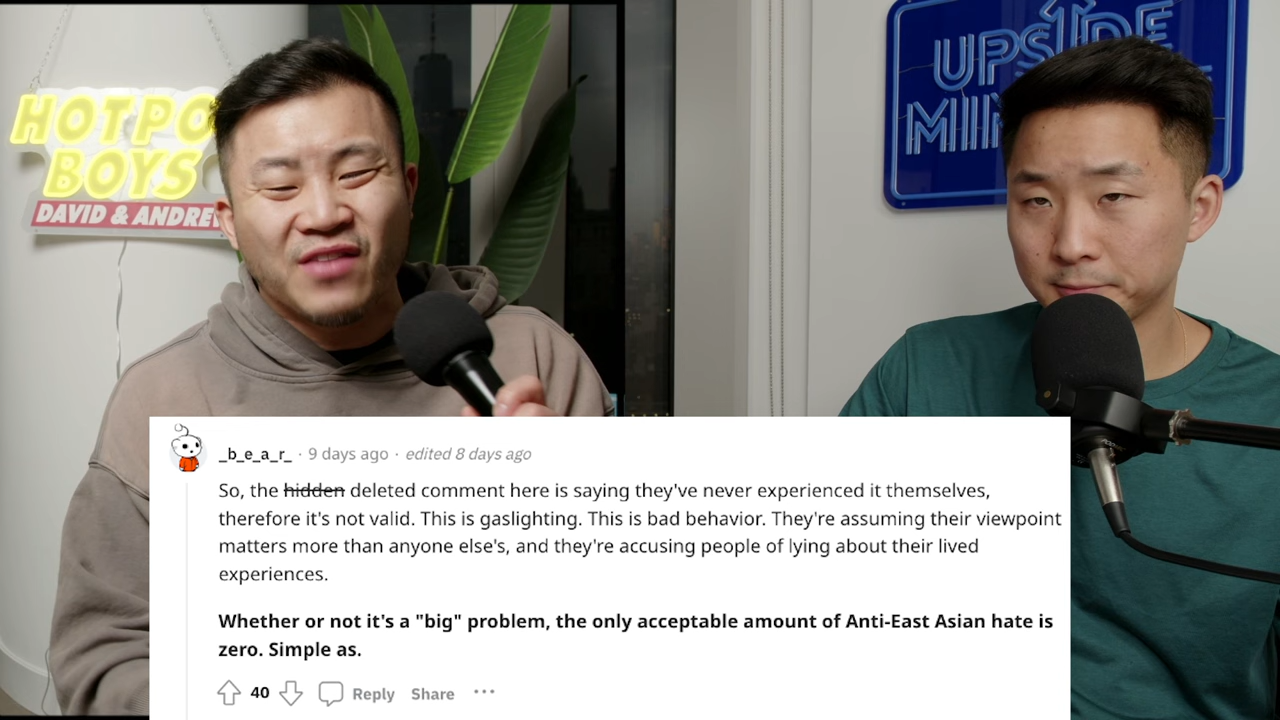 HOTPO
BOYS
DAVID & ANDRE
UPSIDE
_b_e_a_r_ · 9 days ago · edited 8 days ago
So, the hidden deleted comment here is saying they've never experienced it themselves,
therefore it's not valid. This is gaslighting. This is bad behavior. They're assuming their viewpoint
matters more than anyone else's, and they're accusing people of lying about their lived
experiences.
Whether or not it's a "big" problem, the only acceptable amount of Anti-East Asian hate is
zero. Simple as.
40 Reply Share ···